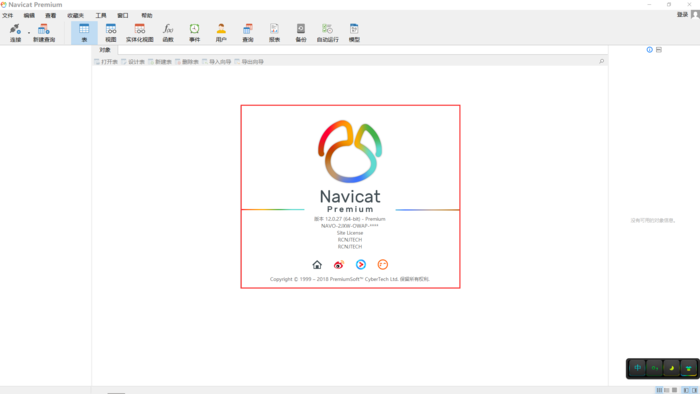 Navicat Premium
文件 编辑 查看 收藏夹 工具 窗口 帮助
登录
连接 新建查询 表 视图 实体化视图 函数 事件 用户 查询 报表 备份 自动运行 模型
对象
打开表 设计表 新建表 删除表 导入向导 导出向导
Navicat
Premium
版本 12.0.27 (64-bit) - Premium
NAVO-2JXW-OWAP-****
Site License
RCNJTECH
RCNJTECH
Copyright © 1999 – 2018 PremiumSoft™ CyberTech Ltd. 保留所有权利.
没有可用的对象信息。
中